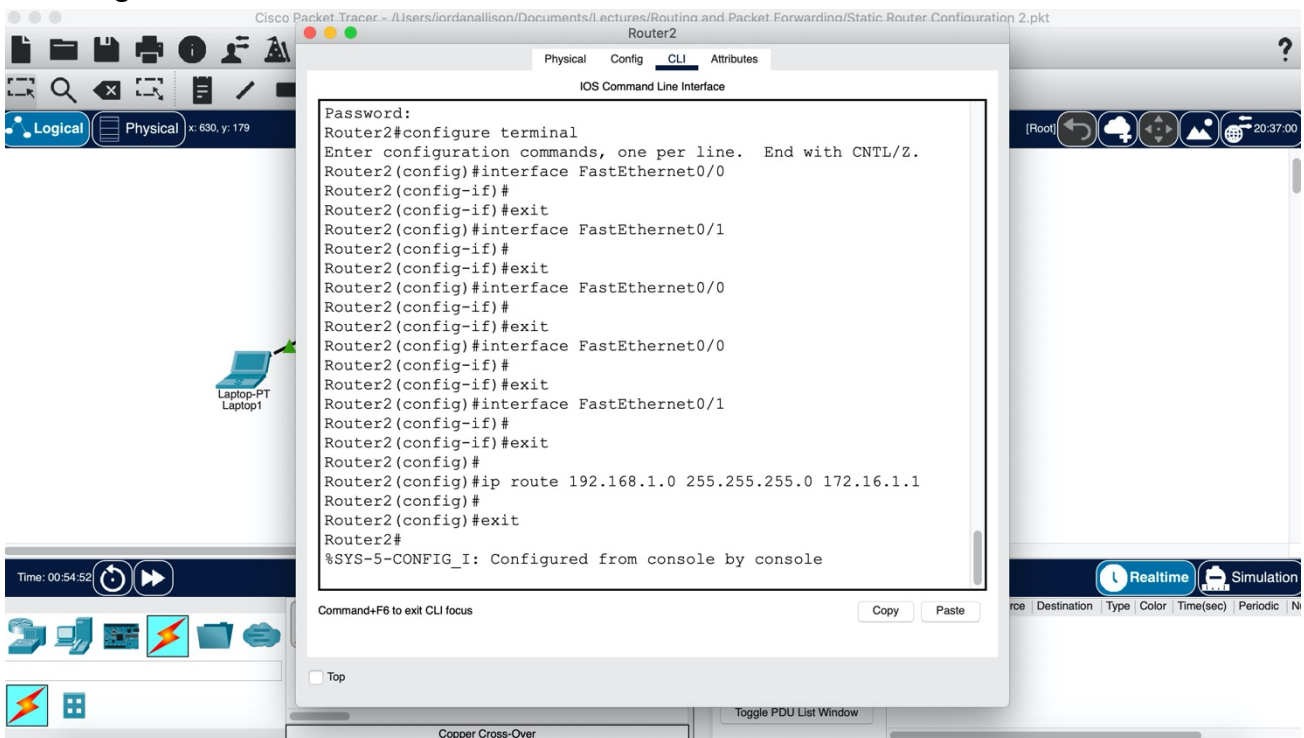 Cisco Packet Tracer - /Users/jordanallison/Documents/Lectures/Routing and Packet Forwarding/Static Router Configuration 2.pkt
Router2
?
Physical Config CLI Attributes
IOS Command Line Interface
Logical
Physical
x: 630, y: 179
[Root]
20:37:00
Password:
Router2#configure terminal
Enter configuration commands, one per line. End with CNTL/Z.
Router2(config)#interface FastEthernet0/0
Router2(config-if)#
Router2(config-if)#exit
Router2(config)#interface FastEthernet0/1
Router2(config-if)#
Router2(config-if)#exit
Router2(config)#interface FastEthernet0/0
Router2(config-if)#
Router2(config-if)#exit
Router2(config)#interface FastEthernet0/0
Router2(config-if)#
Router2(config-if)#exit
Router2(config)#interface FastEthernet0/1
Router2(config-if)#
Router2(config-if)#exit
Router2(config)#
Router2(config)#ip route 192.168.1.0 255.255.255.0 172.16.1.1
Router2(config)#
Router2(config)#exit
Router2#
%SYS-5-CONFIG_I: Configured from console by console
Laptop-PT
Laptop1
Time: 00:54:52
Realtime
Simulation
Command+F6 to exit CLI focus
Copy
Paste
rce Destination Type Color Time(sec) Periodic
Top
Toggle PDU List Window
Copper Cross-Over